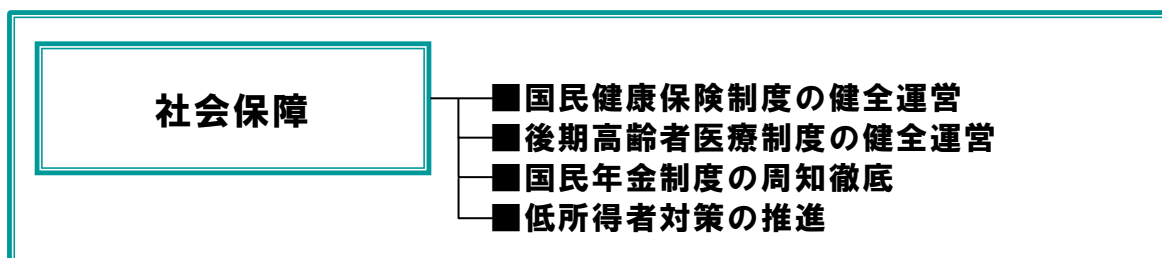 社会保障
■国民健康保険制度の健全運営
■後期高齢者医療制度の健全運営
■国民年金制度の周知徹底
■低所得者対策の推進